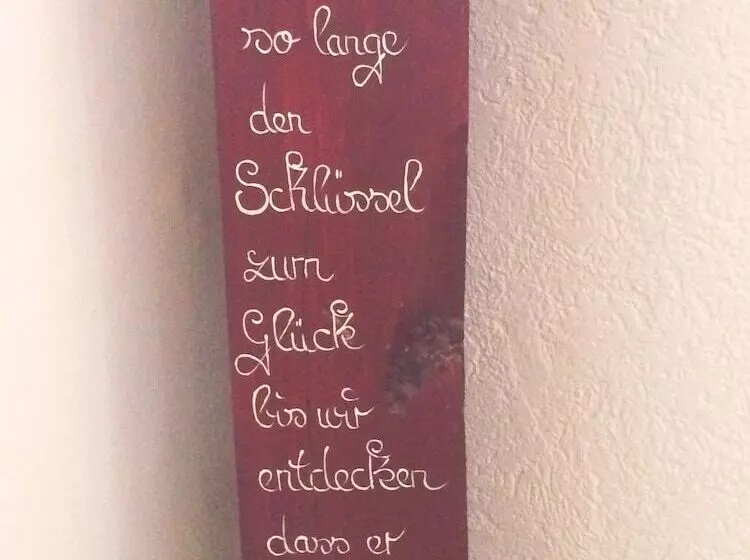 so lange
den
Schlüssel
zum
Glück
bis wir
entdecken
dass er